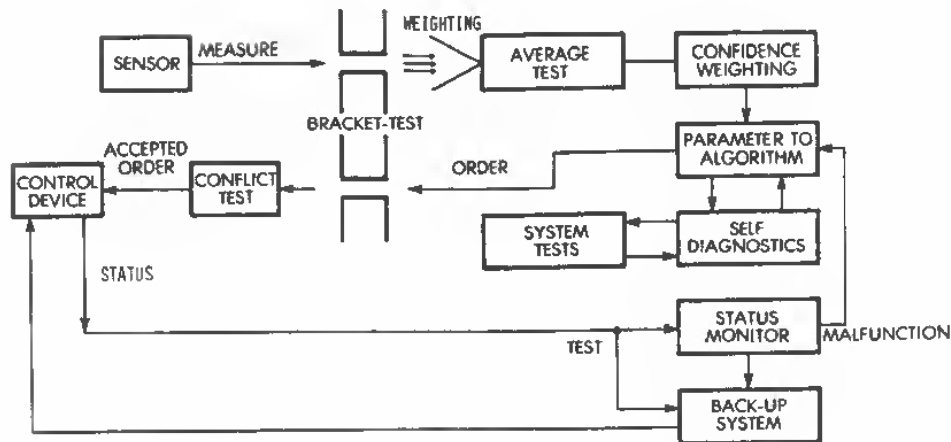 WEIGHTING
SENSOR
MEASURE
AVERAGE
TEST
CONFIDENCE
WEIGHTING
BRACKET-TEST
PARAMETER TO
ALGORITHM
ORDER
ACCEPTED
ORDER
CONFLICT
TEST
CONTROL
DEVICE
SYSTEM
TESTS
SELF
DIAGNOSTICS
STATUS
STATUS
MONITOR
MALFUNCTION
TEST
BACK-UP
SYSTEM